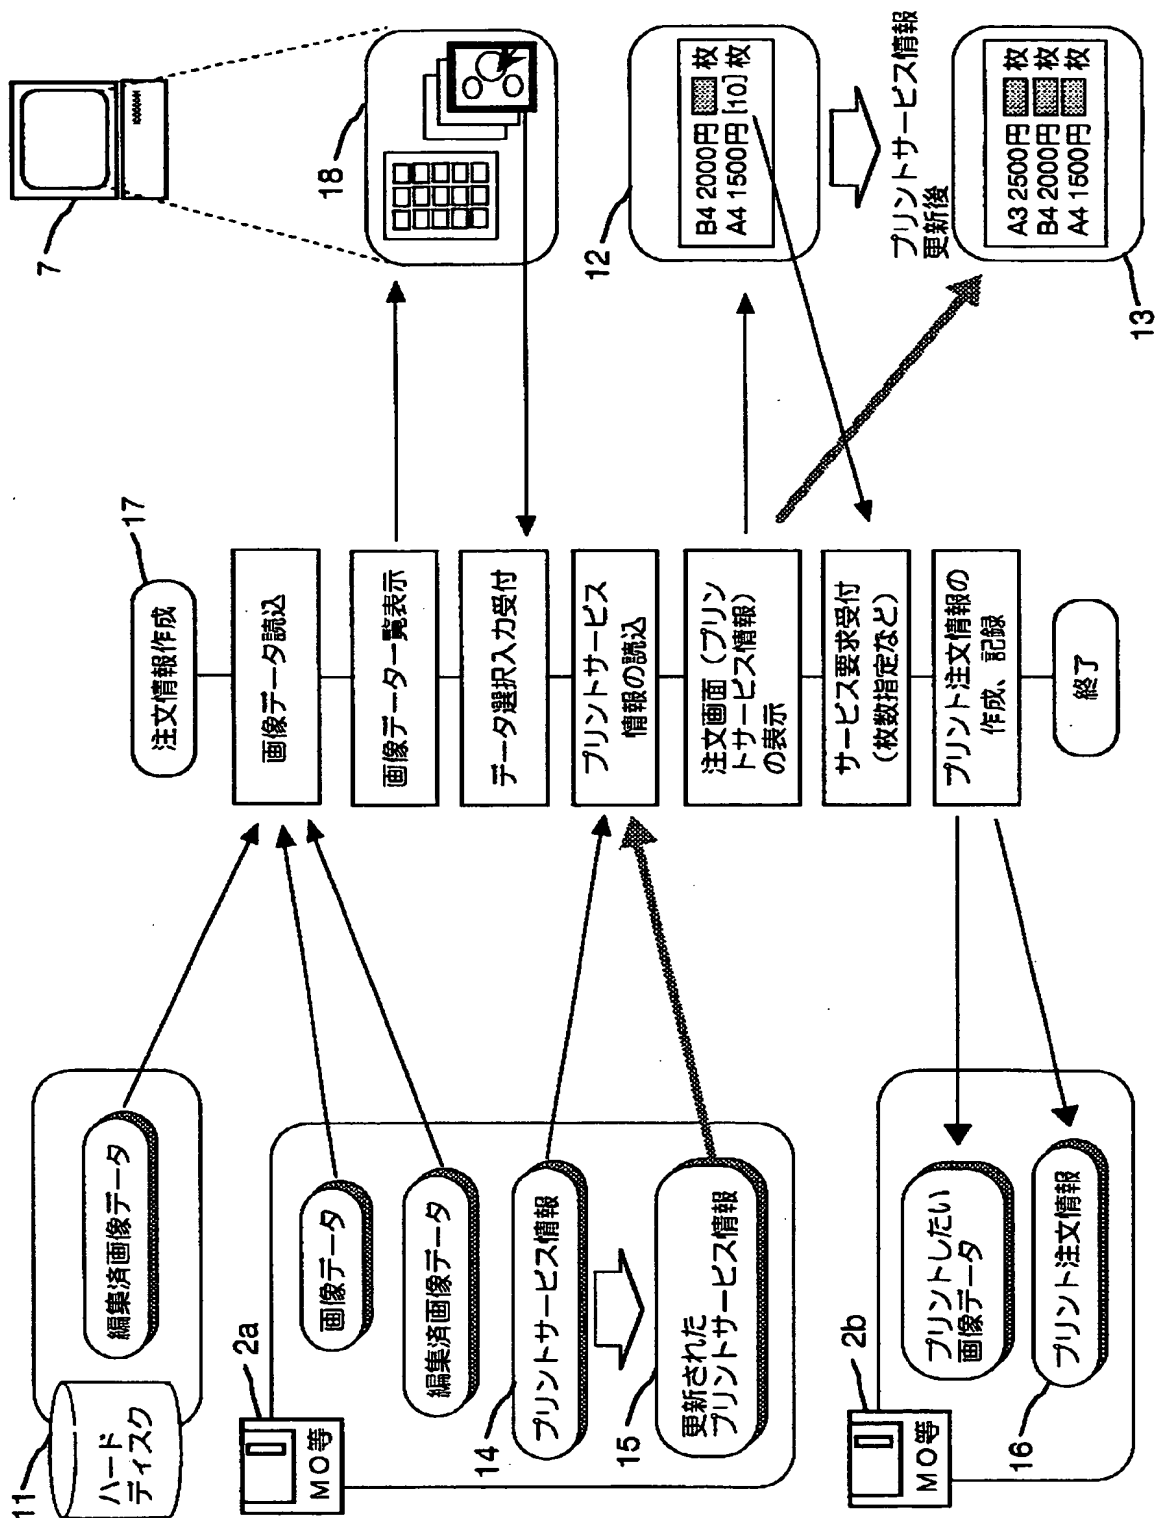 11
ハード
ディスク
編集済画像データ
2a
MO等
画像データ
編集済画像データ
14
プリントサービス情報
15
更新された
プリントサービス情報
2b
MO等
プリントしたい
画像データ
16
プリント注文情報
17
注文情報作成
画像データ読込
画像データ一覧表示
データ選択入力受付
プリントサービス
情報の読込
注文画面(プリン
トサービス情報)
の表示
サービス要求受付
(枚数指定など)
プリント注文情報の
作成、記録
終了
7
18
12
B4 2000円 枚
A4 1500円 [10] 枚
プリントサービス情報
更新後
A3 2500円 枚
B4 2000円 枚
A4 1500円 枚
13